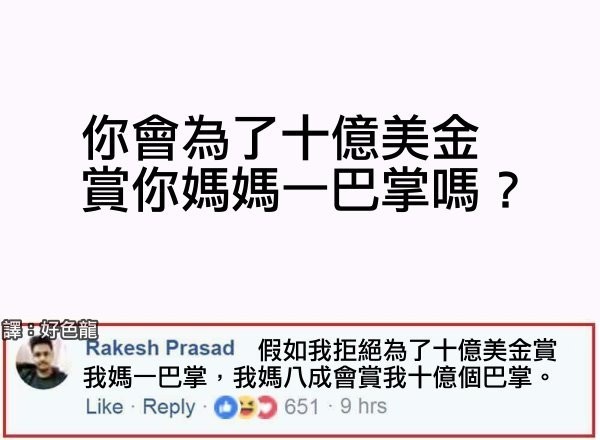 你會為了十億美金
賞你媽媽一巴掌嗎？
譯：好色龍
Rakesh Prasad 假如我拒絕為了十億美金賞
我媽一巴掌，我媽八成會賞我十億個巴掌。
Like · Reply · 651 · 9 hrs